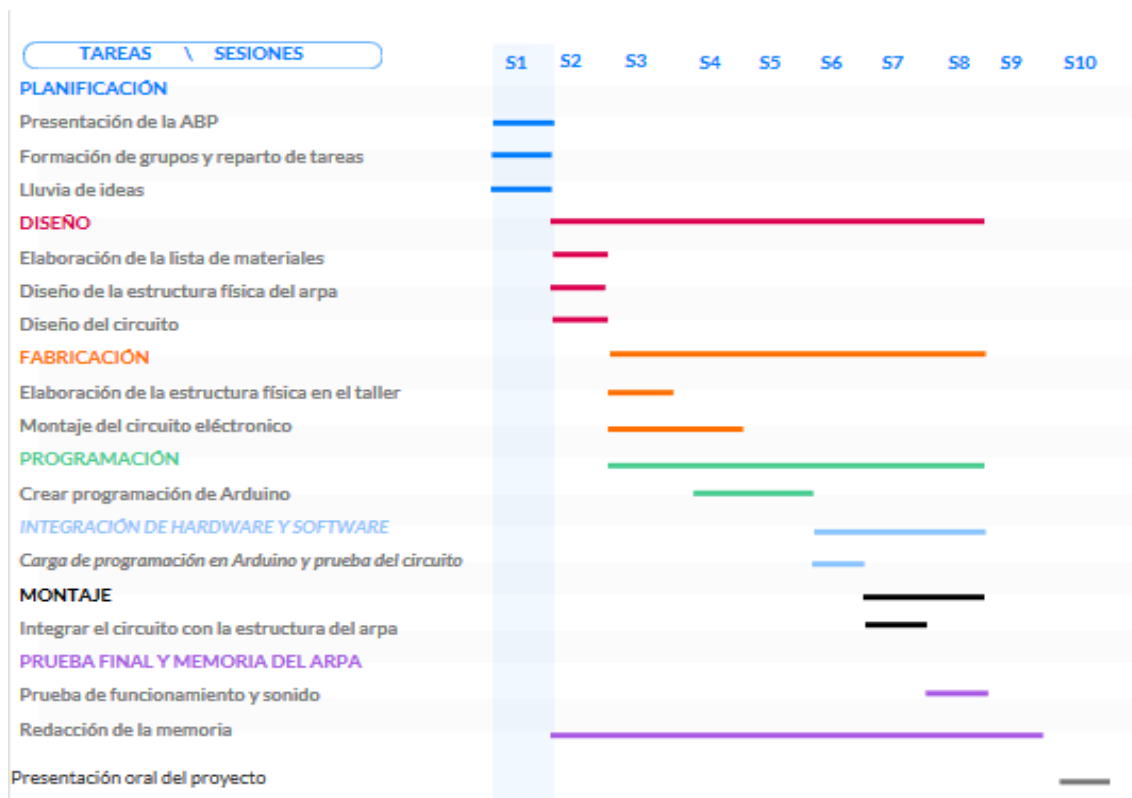 TAREAS \ SESIONES
S1 S2 S3 S4 S5 S6 S7 S8 S9 S10
PLANIFICACIÓN
Presentación de la ABP
Formación de grupos y reparto de tareas
Lluvia de ideas
DISEÑO
Elaboración de la lista de materiales
Diseño de la estructura física del arpa
Diseño del circuito
FABRICACIÓN
Elaboración de la estructura física en el taller
Montaje del circuito eléctronico
PROGRAMACIÓN
Crear programación de Arduino
INTEGRACIÓN DE HARDWARE Y SOFTWARE
Carga de programación en Arduino y prueba del circuito
MONTAJE
Integrar el circuito con la estructura del arpa
PRUEBA FINAL Y MEMORIA DEL ARPA
Prueba de funcionamiento y sonido
Redacción de la memoria
Presentación oral del proyecto